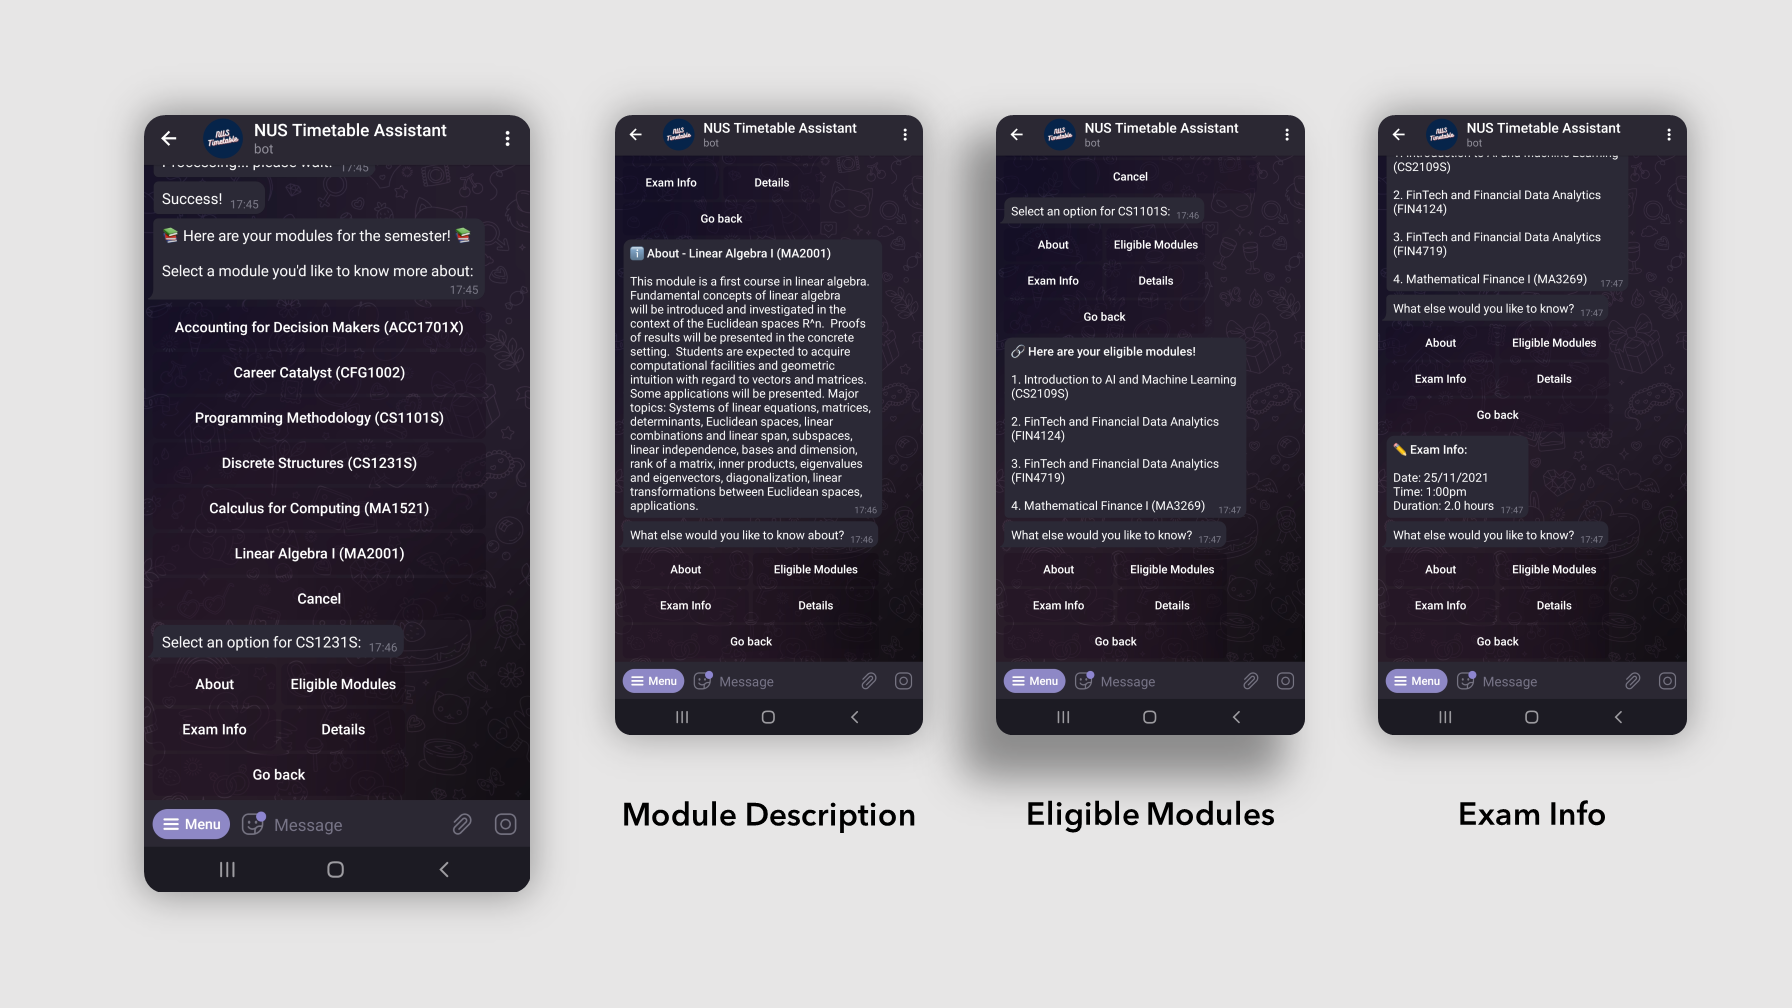 NUS Timetable
NUS Timetable Assistant
bot
Processing... please wait. 17:45
Success! 17:45
📚 Here are your modules for the semester! 📚
Select a module you'd like to know more about:
17:45
Accounting for Decision Makers (ACC1701X)
Career Catalyst (CFG1002)
Programming Methodology (CS1101S)
Discrete Structures (CS1231S)
Calculus for Computing (MA1521)
Linear Algebra I (MA2001)
Cancel
Select an option for CS1231S: 17:46
About Eligible Modules
Exam Info Details
Go back
Menu Message
NUS Timetable
NUS Timetable Assistant
bot
Exam Info Details
Go back
ℹ️ About - Linear Algebra I (MA2001)
This module is a first course in linear algebra.
Fundamental concepts of linear algebra
will be introduced and investigated in the
context of the Euclidean spaces R^n. Proofs
of results will be presented in the concrete
setting. Students are expected to acquire
computational facilities and geometric
intuition with regard to vectors and matrices.
Some applications will be presented. Major
topics: Systems of linear equations, matrices,
determinants, Euclidean spaces, linear
combinations and linear span, subspaces,
linear independence, bases and dimension,
rank of a matrix, inner products, eigenvalues
and eigenvectors, diagonalization, linear
transformations between Euclidean spaces,
applications. 17:46
What else would you like to know about? 17:46
About Eligible Modules
Exam Info Details
Go back
Menu Message
Module Description
NUS Timetable
NUS Timetable Assistant
bot
Cancel
Select an option for CS1101S: 17:46
About Eligible Modules
Exam Info Details
Go back
🔗 Here are your eligible modules!
1. Introduction to AI and Machine Learning
(CS2109S)
2. FinTech and Financial Data Analytics
(FIN4124)
3. FinTech and Financial Data Analytics
(FIN4719)
4. Mathematical Finance I (MA3269) 17:47
What else would you like to know? 17:47
About Eligible Modules
Exam Info Details
Go back
Menu Message
Eligible Modules
NUS Timetable
NUS Timetable Assistant
bot
1. Introduction to AI and Machine Learning
(CS2109S)
2. FinTech and Financial Data Analytics
(FIN4124)
3. FinTech and Financial Data Analytics
(FIN4719)
4. Mathematical Finance I (MA3269) 17:47
What else would you like to know? 17:47
About Eligible Modules
Exam Info Details
Go back
✏️ Exam Info:
Date: 25/11/2021
Time: 1:00pm
Duration: 2.0 hours 17:47
What else would you like to know? 17:47
About Eligible Modules
Exam Info Details
Go back
Menu Message
Exam Info